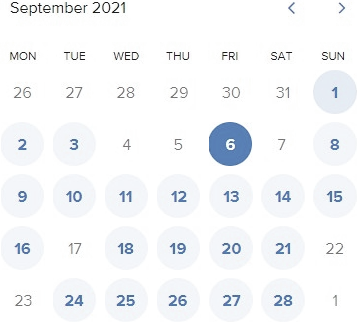 September 2021
MON TUE WED THU FRI SAT SUN
26 27 28 29 30 31 1
2 3 4 5 6 7 8
9 10 11 12 13 14 15
16 17 18 19 20 21 22
23 24 25 26 27 28 1